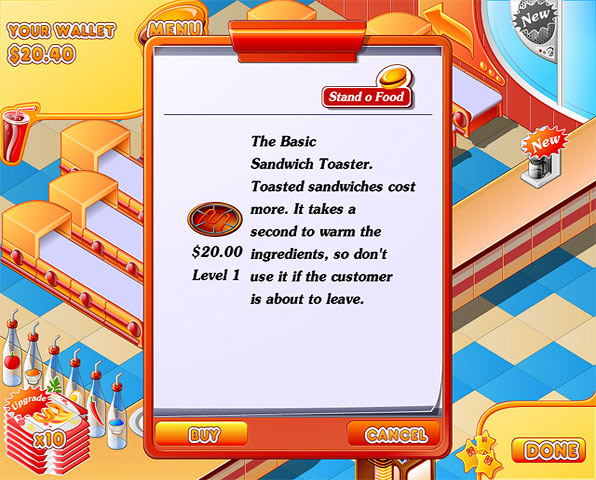 YOUR WALLET
$20.40
MENU
New
Stand o Food
New
The Basic
Sandwich Toaster.
Toasted sandwiches cost
more. It takes a
second to warm the
ingredients, so don't
use it if the customer
is about to leave.
$20.00
Level 1
Upgrade
x10
BUY
CANCEL
DONE